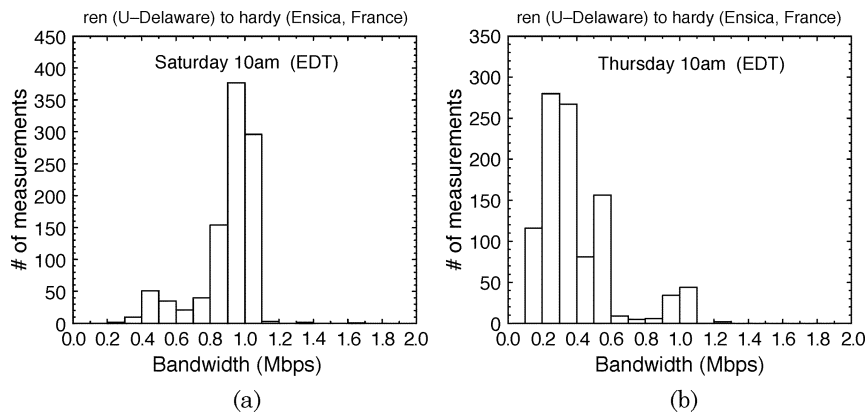 ren (U–Delaware) to hardy (Ensica, France)
Saturday 10am (EDT)
# of measurements
450
400
350
300
250
200
150
100
50
0
0.0 0.2 0.4 0.6 0.8 1.0 1.2 1.4 1.6 1.8 2.0
Bandwidth (Mbps)
(a)
ren (U–Delaware) to hardy (Ensica, France)
Thursday 10am (EDT)
# of measurements
350
300
250
200
150
100
50
0
0.0 0.2 0.4 0.6 0.8 1.0 1.2 1.4 1.6 1.8 2.0
Bandwidth (Mbps)
(b)